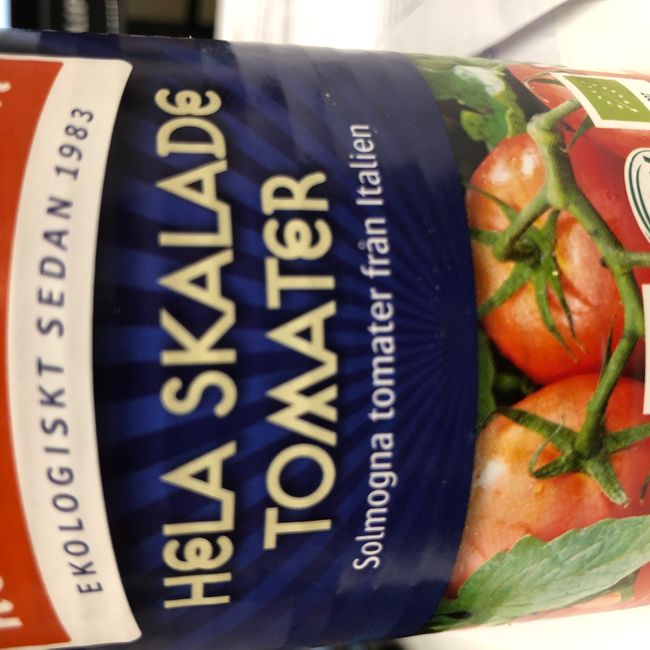 EKOLOGISKT SEDAN 1983
HELA SKALADE
TOMATER
Solmogna tomater från Italien